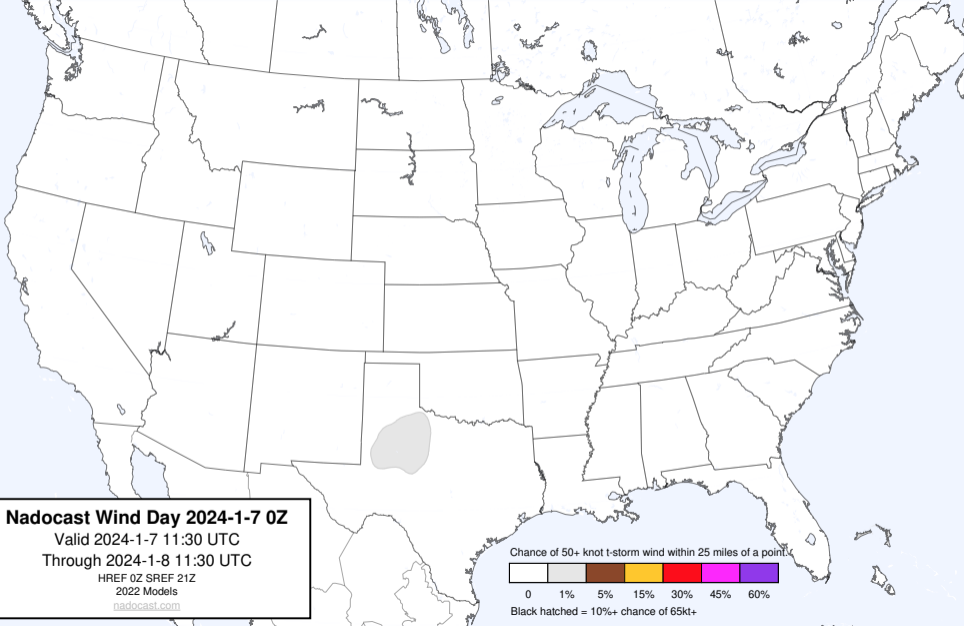 Nadocast Wind Day 2024-1-7 0Z
Valid 2024-1-7 11:30 UTC
Through 2024-1-8 11:30 UTC
HREF 0Z SREF 21Z
2022 Models
nadocast.com
Chance of 50+ knot t-storm wind within 25 miles of a point.
0 1% 5% 15% 30% 45% 60%
Black hatched = 10%+ chance of 65kt+